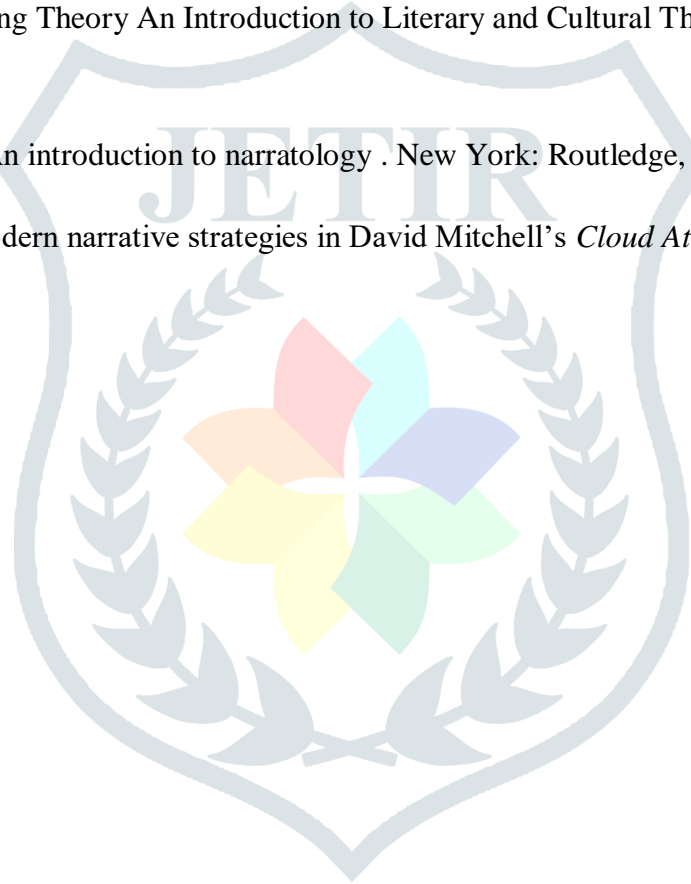 ng Theory An Introduction to Literary and Cultural Th
n introduction to narratology . New York: Routledge,
dern narrative strategies in David Mitchell’s Cloud At
JETIR